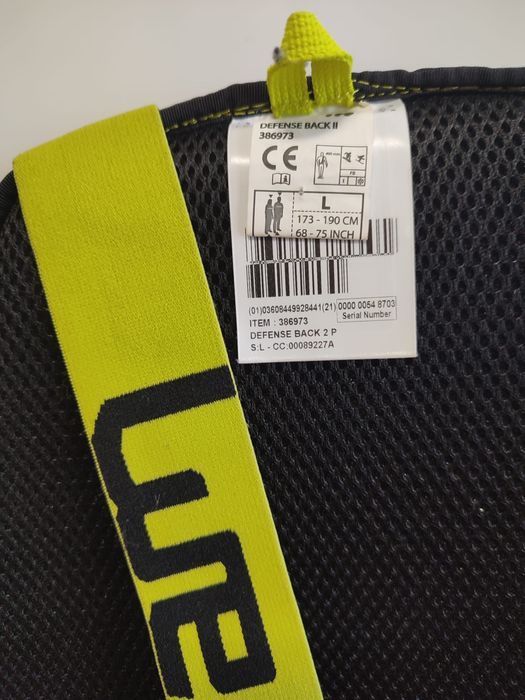 DEFENSE BACK II
386973
CE
FB
L
173 - 190 CM
68 - 75 INCH
(01)03608449928441(21) 0000 0054 8703
Serial Number
ITEM : 386973
DEFENSE BACK 2 P
S:L - CC:00089227A